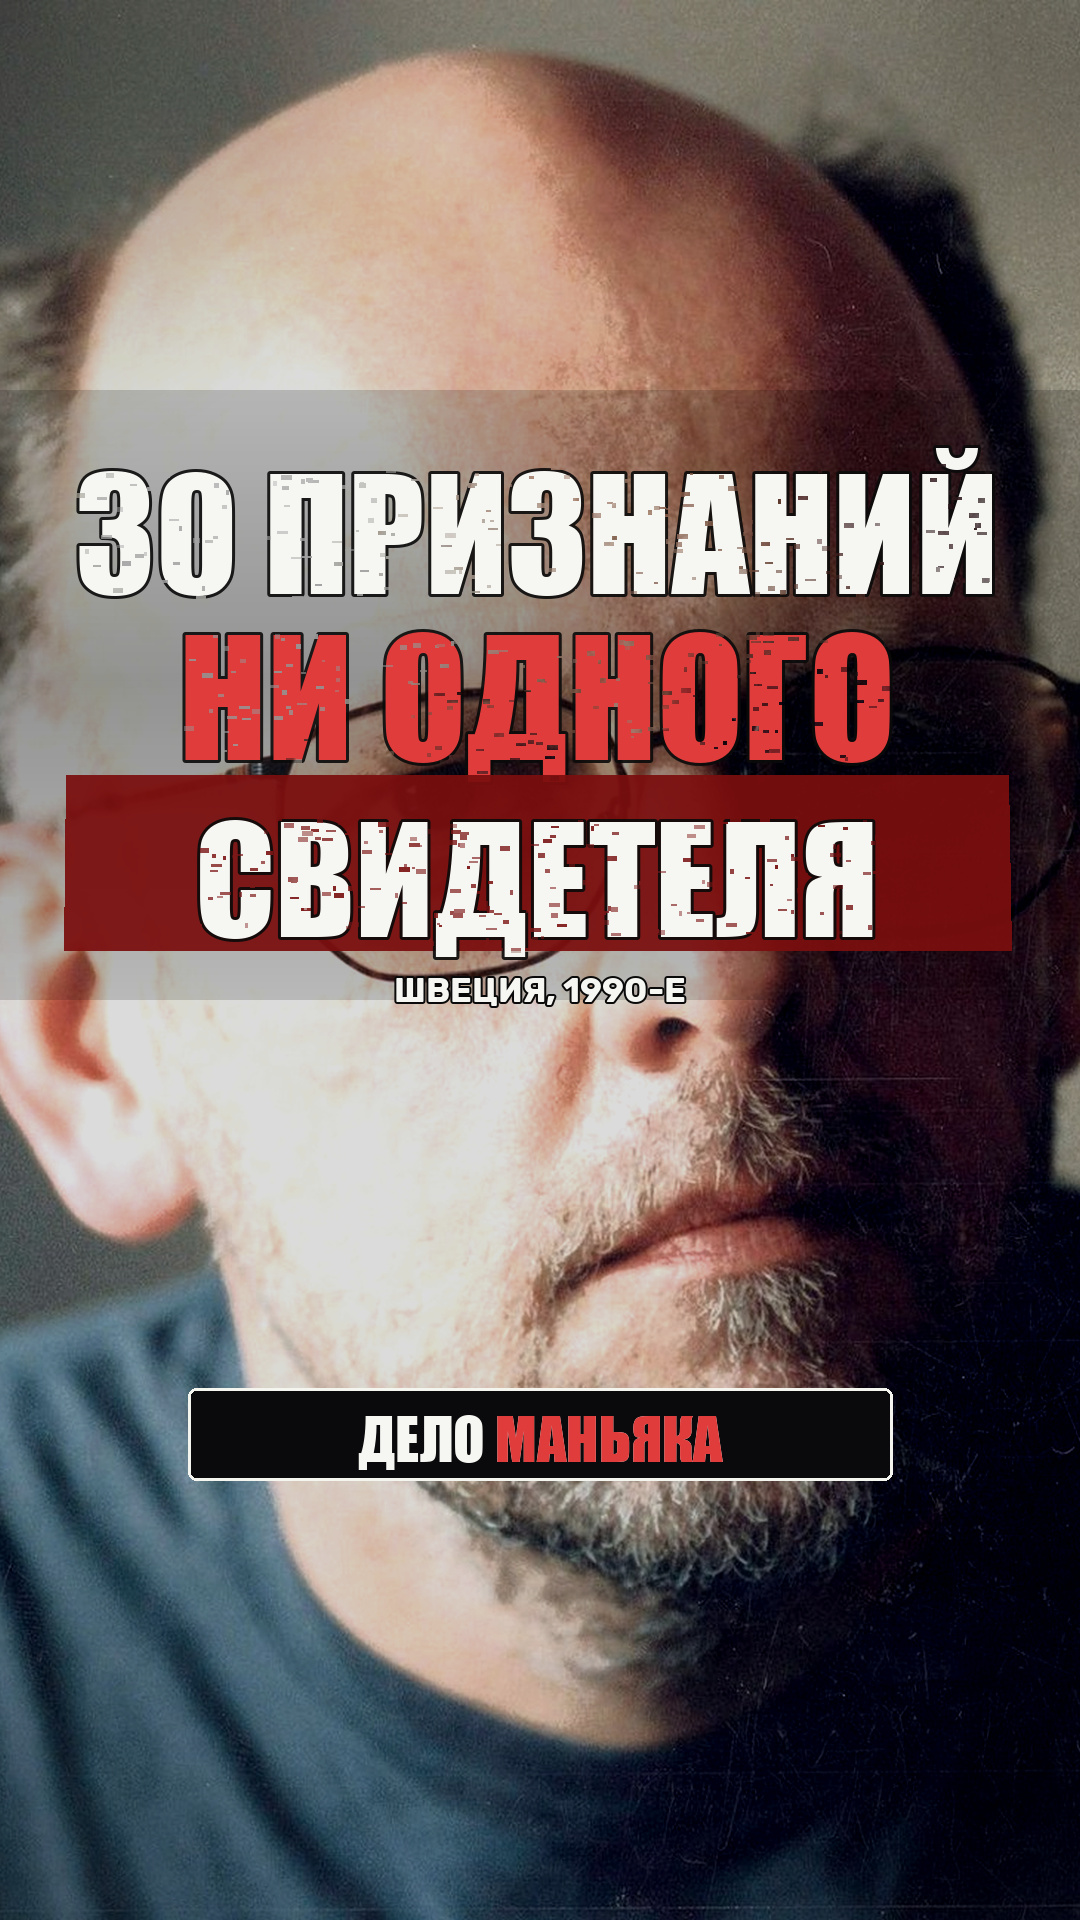 30 ПРИЗНАНИЙ
НИ ОДНОГО
СВИДЕТЕЛЯ
ШВЕЦИЯ, 1990-Е
ДЕЛО МАНЬЯКА